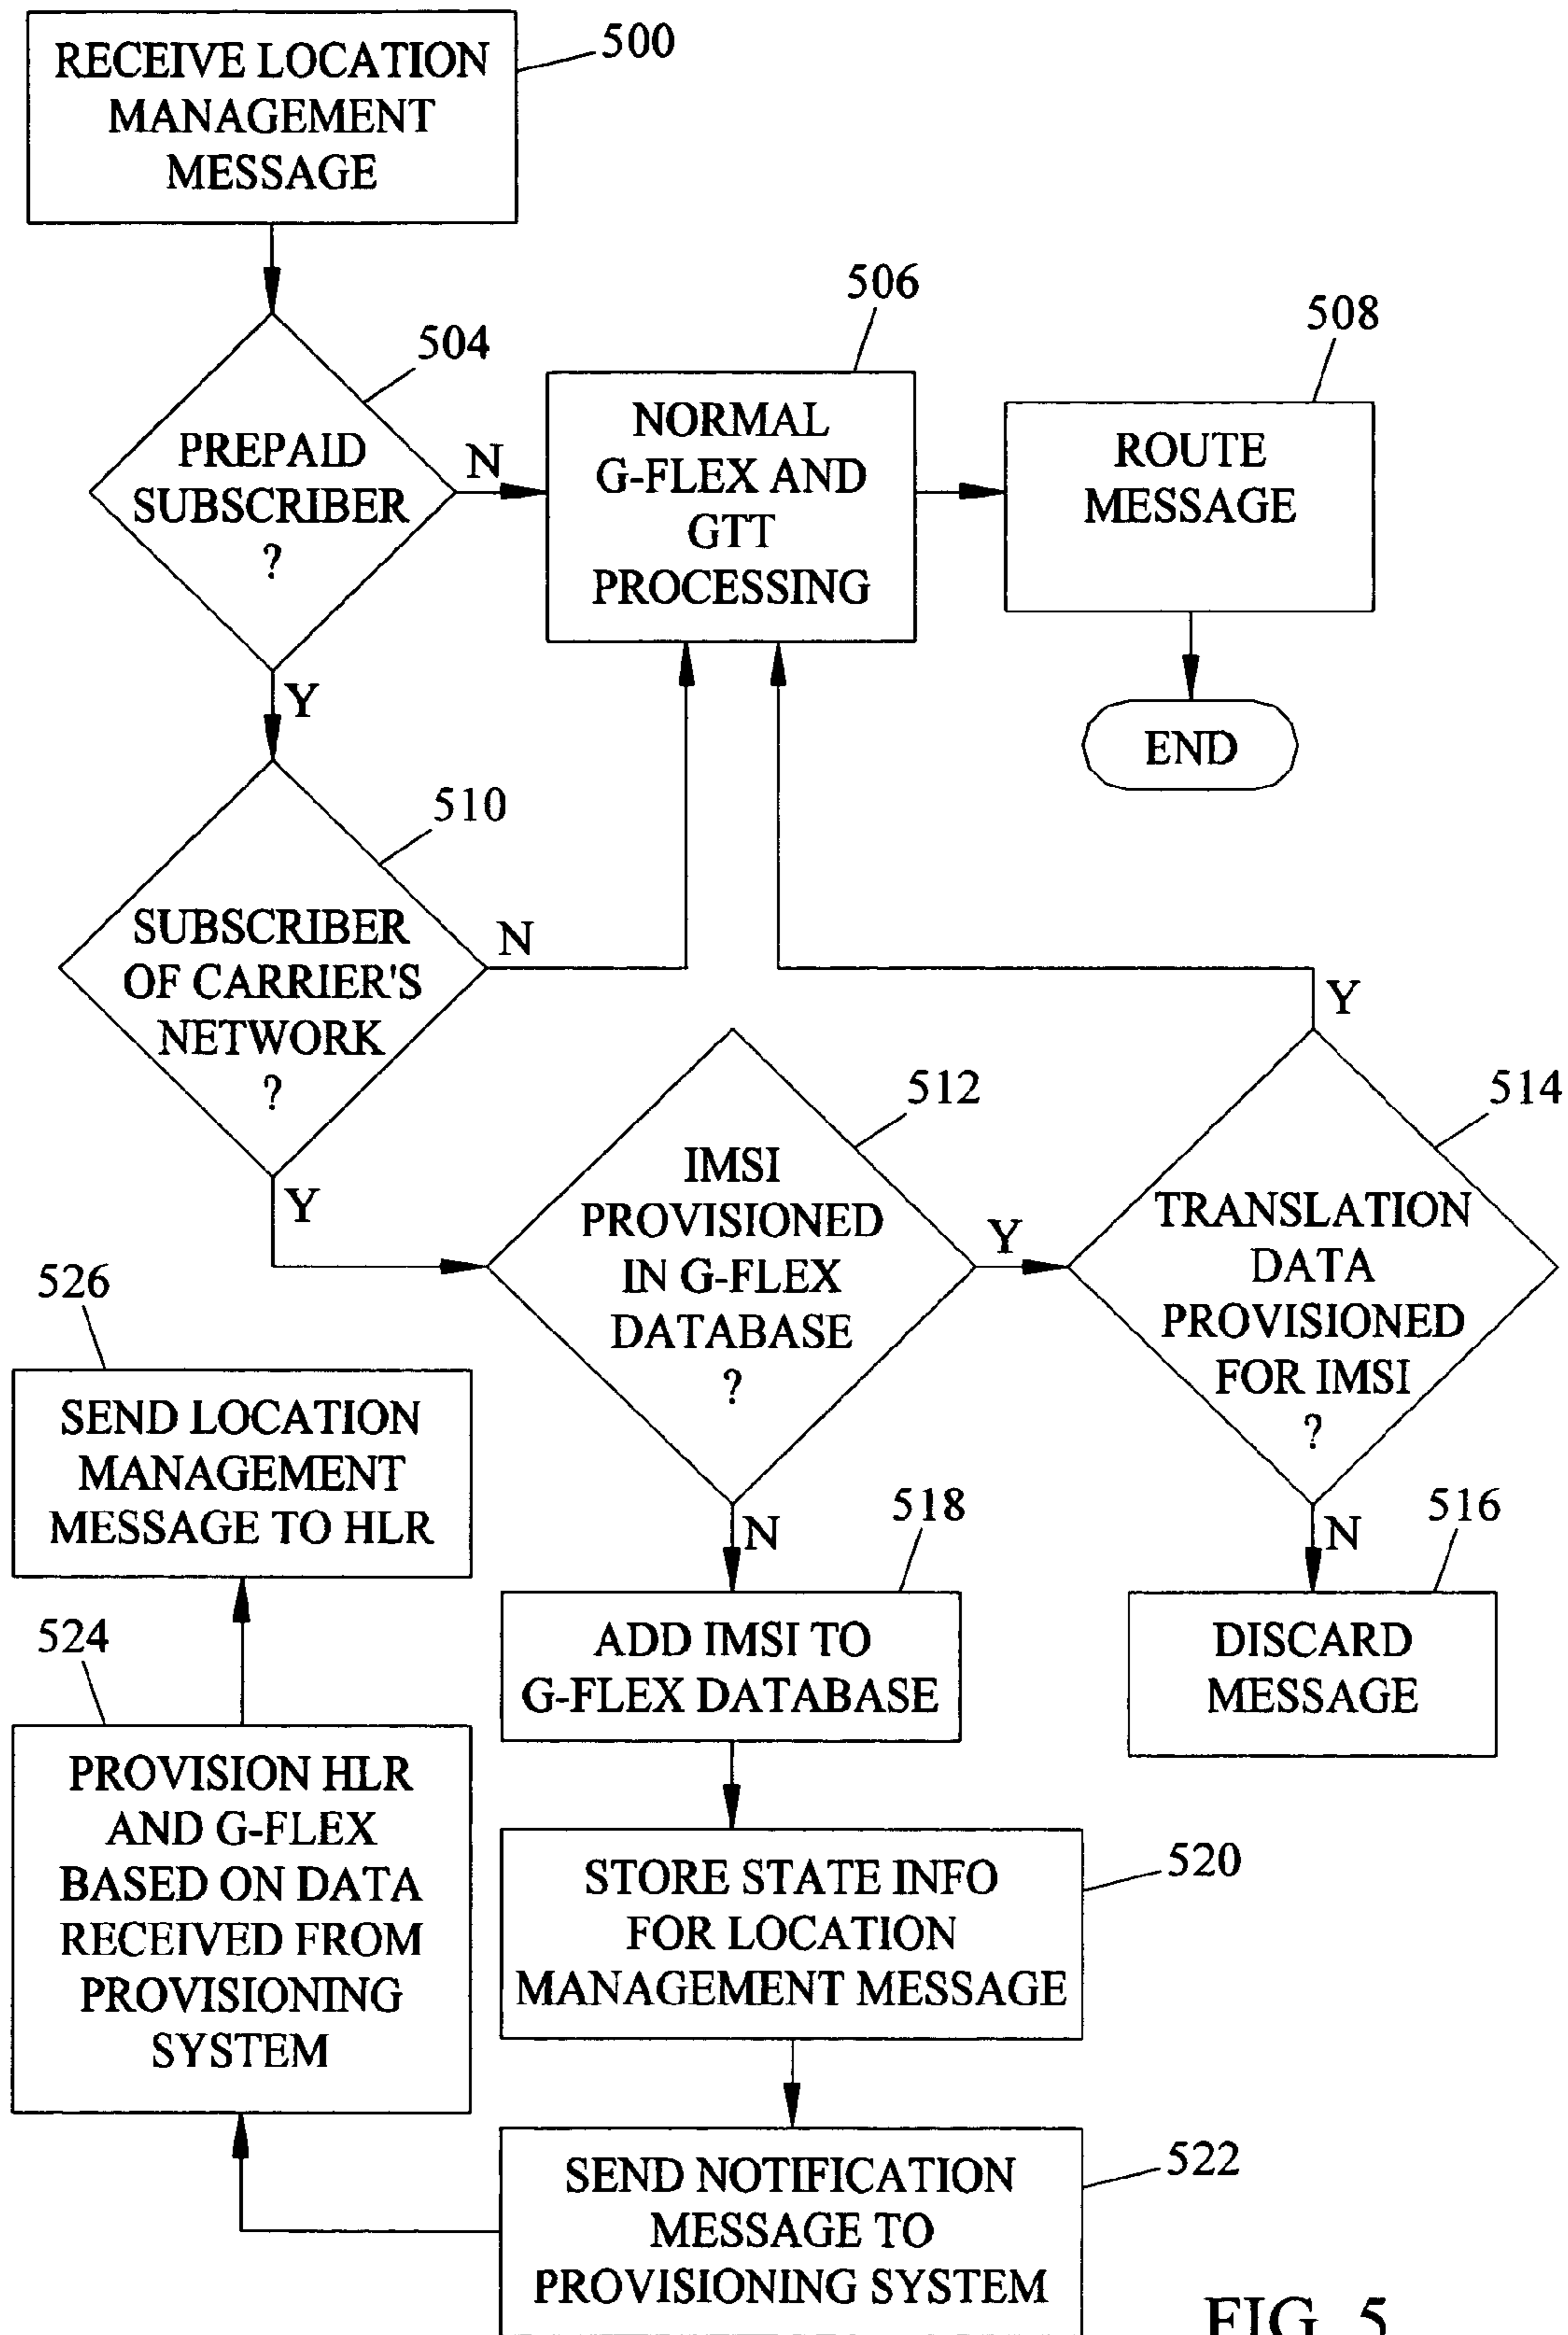 500
RECEIVE LOCATION
MANAGEMENT
MESSAGE
504
PREPAID
SUBSCRIBER
?
N
Y
506
NORMAL
G-FLEX AND
GTT
PROCESSING
508
ROUTE
MESSAGE
END
510
SUBSCRIBER
OF CARRIER'S
NETWORK
?
N
Y
512
IMSI
PROVISIONED
IN G-FLEX
DATABASE
?
Y
N
514
TRANSLATION
DATA
PROVISIONED
FOR IMSI
?
Y
N
516
DISCARD
MESSAGE
518
ADD IMSI TO
G-FLEX DATABASE
520
STORE STATE INFO
FOR LOCATION
MANAGEMENT MESSAGE
522
SEND NOTIFICATION
MESSAGE TO
PROVISIONING SYSTEM
524
PROVISION HLR
AND G-FLEX
BASED ON DATA
RECEIVED FROM
PROVISIONING
SYSTEM
526
SEND LOCATION
MANAGEMENT
MESSAGE TO HLR
FIG. 5